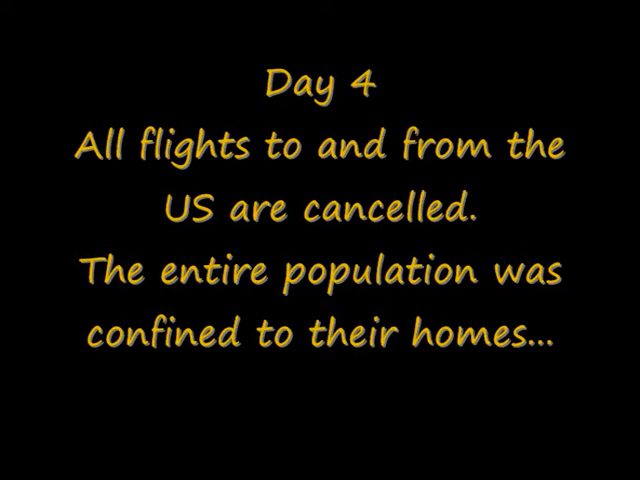 Day 4
All flights to and from the
US are cancelled.
The entire population was
confined to their homes...